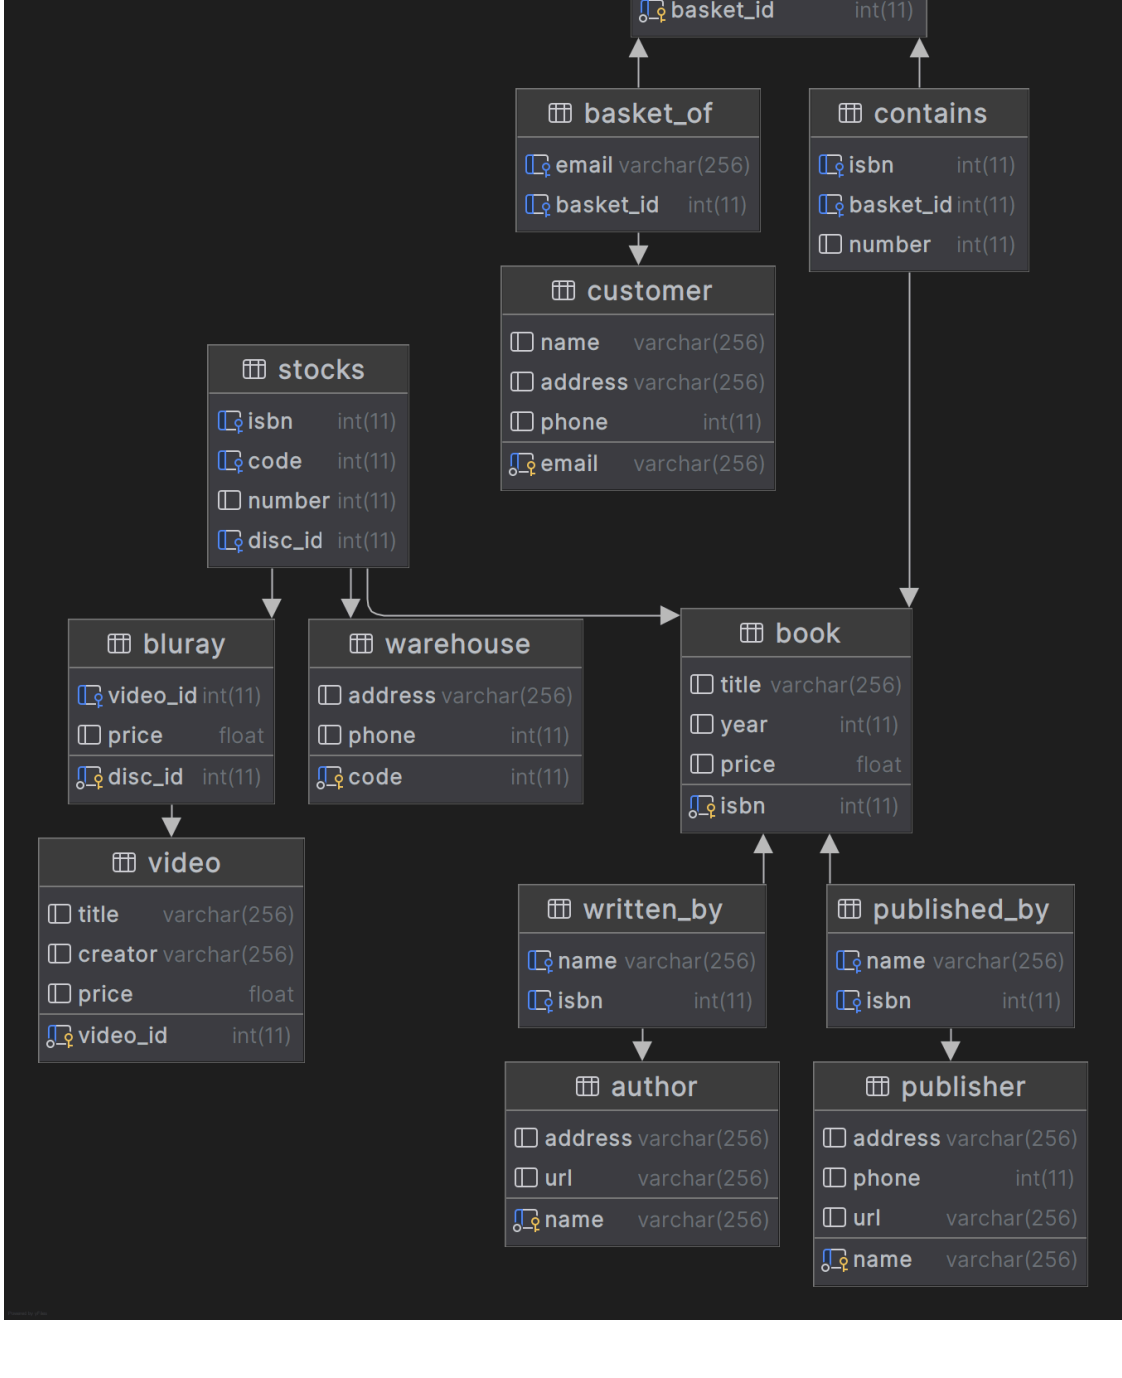 basket_id int(11)
basket_of
email varchar(256)
basket_id int(11)
contains
isbn int(11)
basket_id int(11)
number int(11)
customer
name varchar(256)
address varchar(256)
phone int(11)
email varchar(256)
stocks
isbn int(11)
code int(11)
number int(11)
disc_id int(11)
bluray
video_id int(11)
price float
disc_id int(11)
warehouse
address varchar(256)
phone int(11)
code int(11)
book
title varchar(256)
year int(11)
price float
isbn int(11)
video
title varchar(256)
creator varchar(256)
price float
video_id int(11)
written_by
name varchar(256)
isbn int(11)
published_by
name varchar(256)
isbn int(11)
author
address varchar(256)
url varchar(256)
name varchar(256)
publisher
address varchar(256)
phone int(11)
url varchar(256)
name varchar(256)